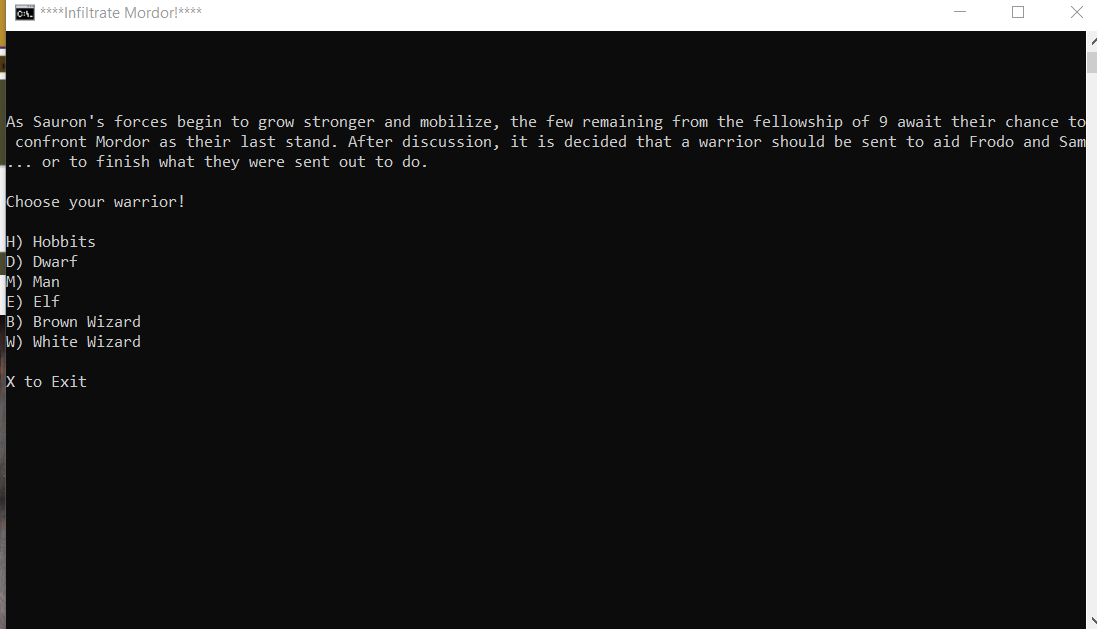 ****Infiltrate Mordor!****
As Sauron's forces begin to grow stronger and mobilize, the few remaining from the fellowship of 9 await their chance to
confront Mordor as their last stand. After discussion, it is decided that a warrior should be sent to aid Frodo and Sam
... or to finish what they were sent out to do.
Choose your warrior!
H) Hobbits
D) Dwarf
M) Man
E) Elf
B) Brown Wizard
W) White Wizard
X to Exit